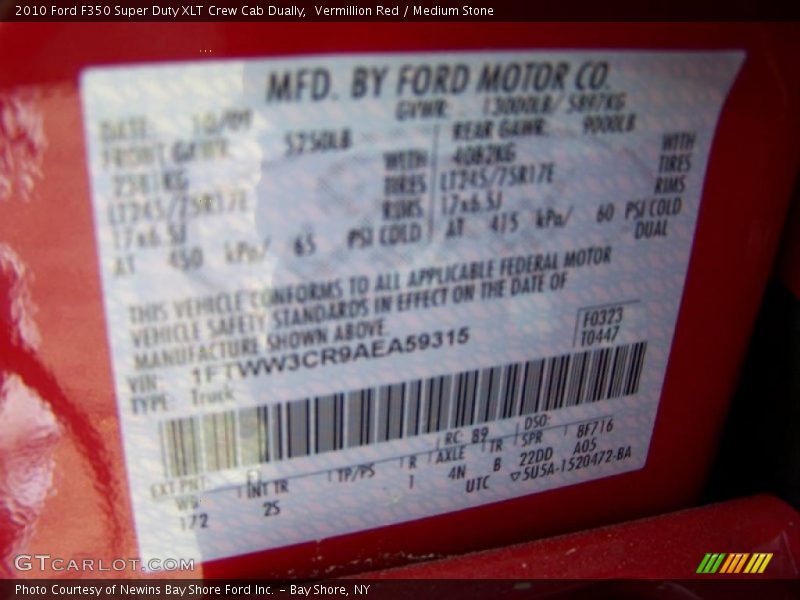 2010 Ford F350 Super Duty XLT Crew Cab Dually,  Vermillion Red / Medium Stone
MFD. BY FORD MOTOR CO.
DATE: 10/09 GVWR: 13000LB/ 5897KG
FRONT GAWR: 5250LB REAR GAWR: 9000LB
2381KG WITH 4082KG WITH
LT245/75R17E TIRES LT245/75R17E TIRES
17x6.5J RIMS 17x6.5J RIMS
AT 450 kPa/ 65 PSI COLD AT 415 kPa/ 60 PSI COLD
DUAL
THIS VEHICLE CONFORMS TO ALL APPLICABLE FEDERAL MOTOR
VEHICLE SAFETY STANDARDS IN EFFECT ON THE DATE OF
MANUFACTURE SHOWN ABOVE.
VIN: 1FTWW3CR9AEA59315 F0323
TYPE: Truck T0447
EXT PNT: RC: 89 DSO:
WB INT TR TP/PS R AXLE TR SPR 8F716
172 2S 1 4N B 22DD A05
UTC ▽5U5A-1520472-BA
GTCARLOT.COM
Photo Courtesy of Newins Bay Shore Ford Inc. - Bay Shore, NY